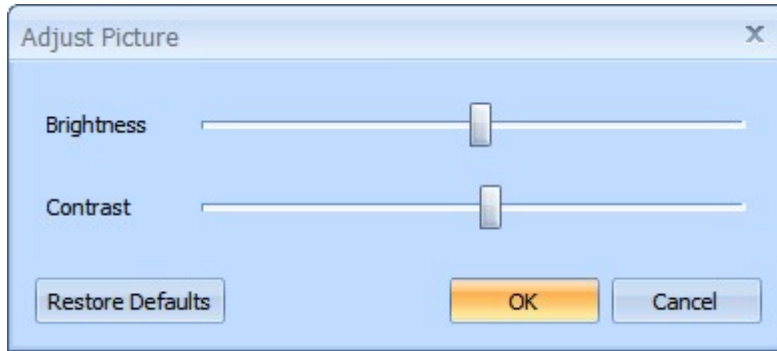 Adjust Picture
Brightness
Contrast
Restore Defaults
OK
Cancel